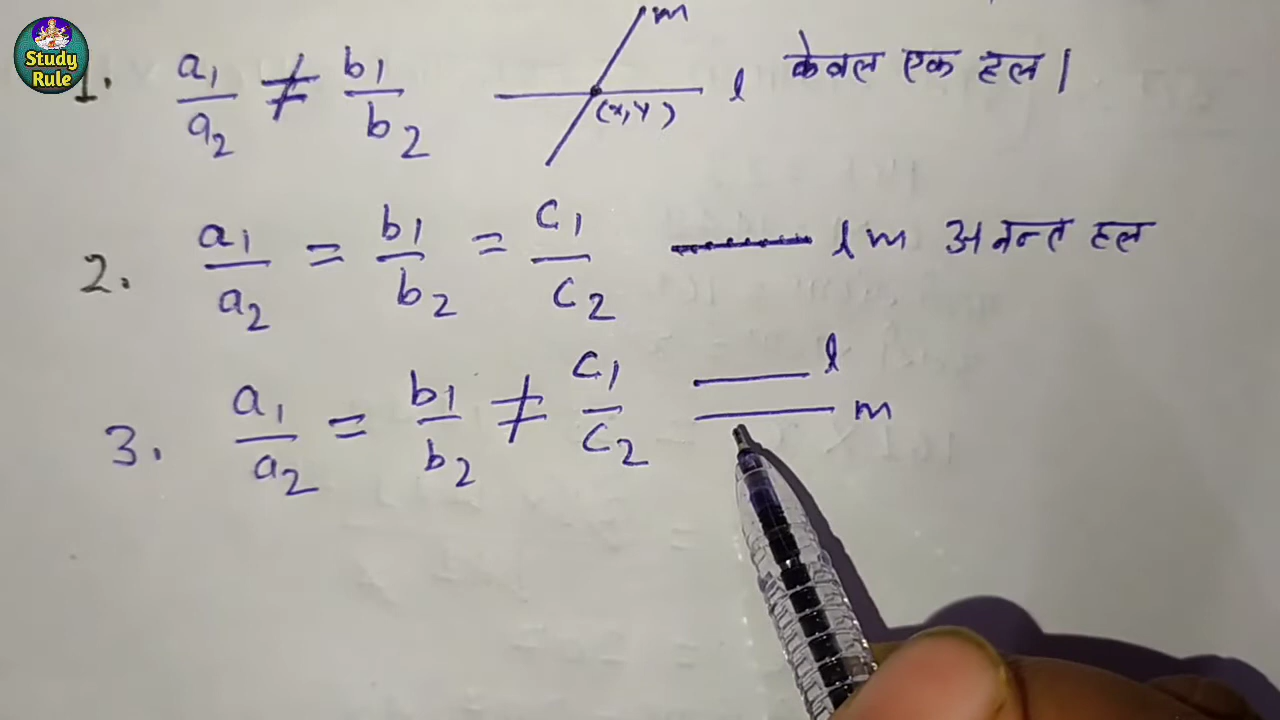 Study
Rule
1. a₁/a₂ ≠ b₁/b₂ m (x,y) l केवल एक हल।
2. a₁/a₂ = b₁/b₂ = c₁/c₂ l m अनन्त हल
3. a₁/a₂ = b₁/b₂ ≠ c₁/c₂ l m